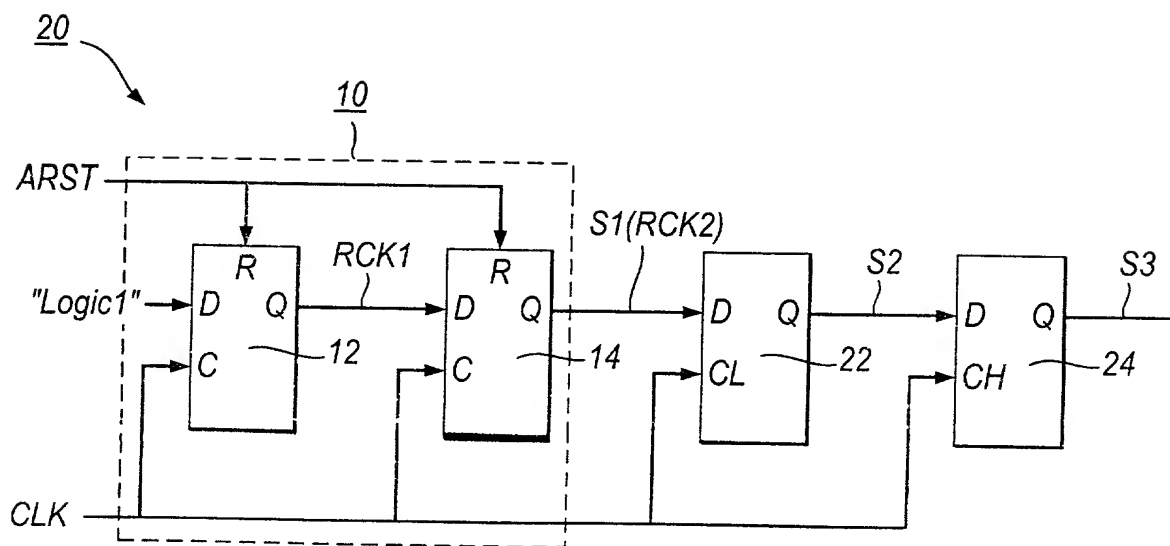 20
10
ARST
S1(RCK2)
R
RCK1
R
S2
S3
"Logic1"
D
Q
D
Q
D
Q
D
Q
12
14
22
24
C
C
CL
CH
CLK